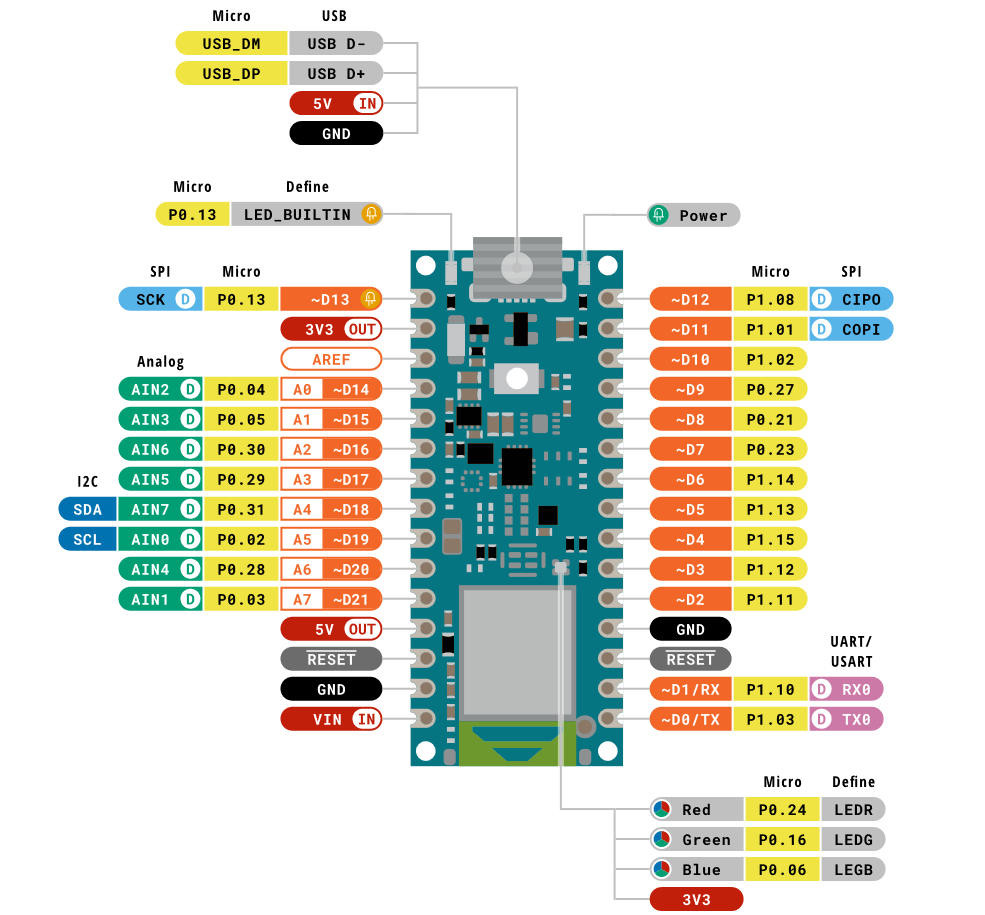 Micro USB
USB_DM USB D-
USB_DP USB D+
5V IN
GND
Micro Define
P0.13 LED_BUILTIN
Power
SPI Micro
SCK D P0.13 ~D13
3V3 OUT
AREF
Analog
AIN2 D P0.04 A0 ~D14
AIN3 D P0.05 A1 ~D15
AIN6 D P0.30 A2 ~D16
AIN5 D P0.29 A3 ~D17
I2C
SDA AIN7 D P0.31 A4 ~D18
SCL AIN0 D P0.02 A5 ~D19
AIN4 D P0.28 A6 ~D20
AIN1 D P0.03 A7 ~D21
5V OUT
RESET
GND
VIN IN
Micro SPI
~D12 P1.08 D CIPO
~D11 P1.01 D COPI
~D10 P1.02
~D9 P0.27
~D8 P0.21
~D7 P0.23
~D6 P1.14
~D5 P1.13
~D4 P1.15
~D3 P1.12
~D2 P1.11
GND
UART/
USART
RESET
~D1/RX P1.10 D RX0
~D0/TX P1.03 D TX0
Micro Define
Red P0.24 LEDR
Green P0.16 LEDG
Blue P0.06 LEGB
3V3